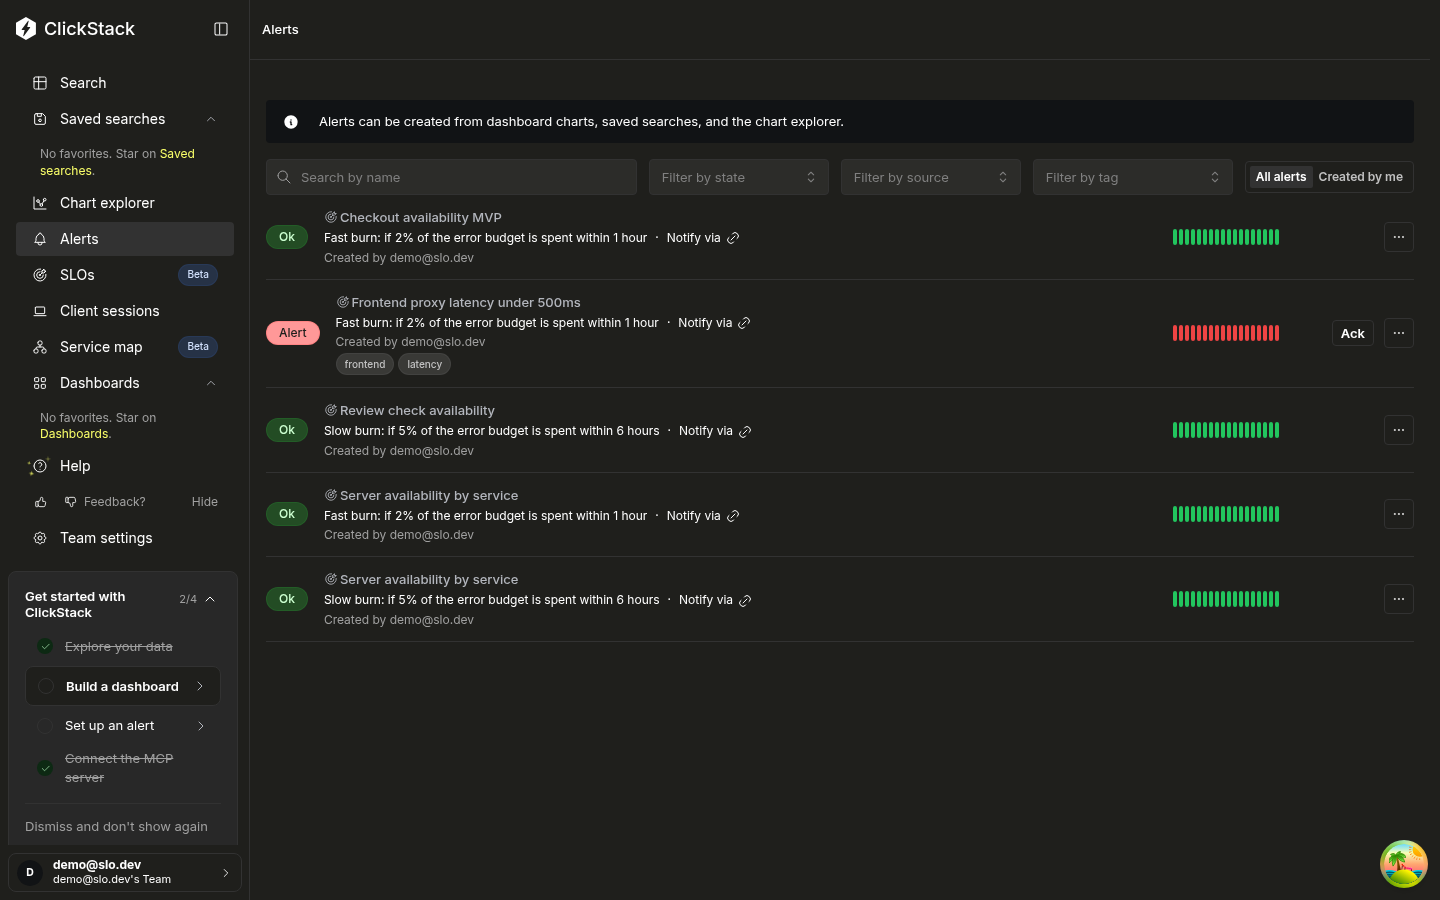 ClickStack
Alerts
Search
Saved searches
No favorites. Star on Saved
searches.
Chart explorer
Alerts
SLOs Beta
Client sessions
Service map Beta
Dashboards
No favorites. Star on
Dashboards.
Help
Feedback? Hide
Team settings
Get started with
ClickStack
2/4
Explore your data
Build a dashboard
Set up an alert
Connect the MCP
server
Dismiss and don't show again
D
demo@slo.dev
demo@slo.dev's Team
Alerts can be created from dashboard charts, saved searches, and the chart explorer.
Search by name Filter by state Filter by source Filter by tag All alerts Created by me
Ok
Checkout availability MVP
Fast burn: if 2% of the error budget is spent within 1 hour · Notify via
Created by demo@slo.dev
Alert
Frontend proxy latency under 500ms
Fast burn: if 2% of the error budget is spent within 1 hour · Notify via
Created by demo@slo.dev
frontend latency
Ack
Ok
Review check availability
Slow burn: if 5% of the error budget is spent within 6 hours · Notify via
Created by demo@slo.dev
Ok
Server availability by service
Fast burn: if 2% of the error budget is spent within 1 hour · Notify via
Created by demo@slo.dev
Ok
Server availability by service
Slow burn: if 5% of the error budget is spent within 6 hours · Notify via
Created by demo@slo.dev